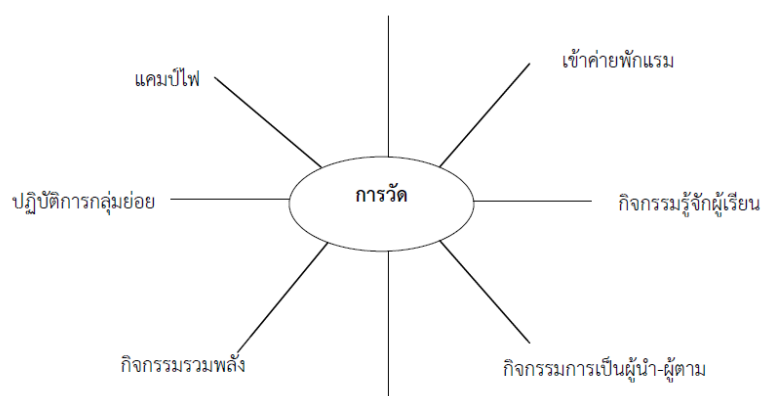 เข้าค่ายพักแรม
แคมป์ไฟ
การวัด
ปฏิบัติการกลุ่มย่อย
กิจกรรมรู้จักผู้เรียน
กิจกรรมรวมพลัง
กิจกรรมการเป็นผู้นำ-ผู้ตาม